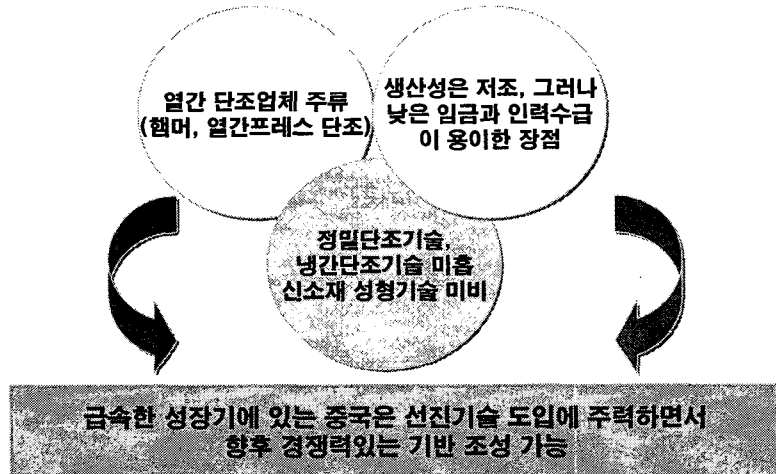 열간 단조업체 주류
(햄머, 열간프레스 단조)
생산성은 저조, 그러나
낮은 임금과 인력수급
이 용이한 장점
정밀단조기술,
냉간단조기술 미흡
신소재 성형기술 미비
급속한 성장기에 있는 중국은 선진기술 도입에 주력하면서
향후 경쟁력있는 기반 조성 가능